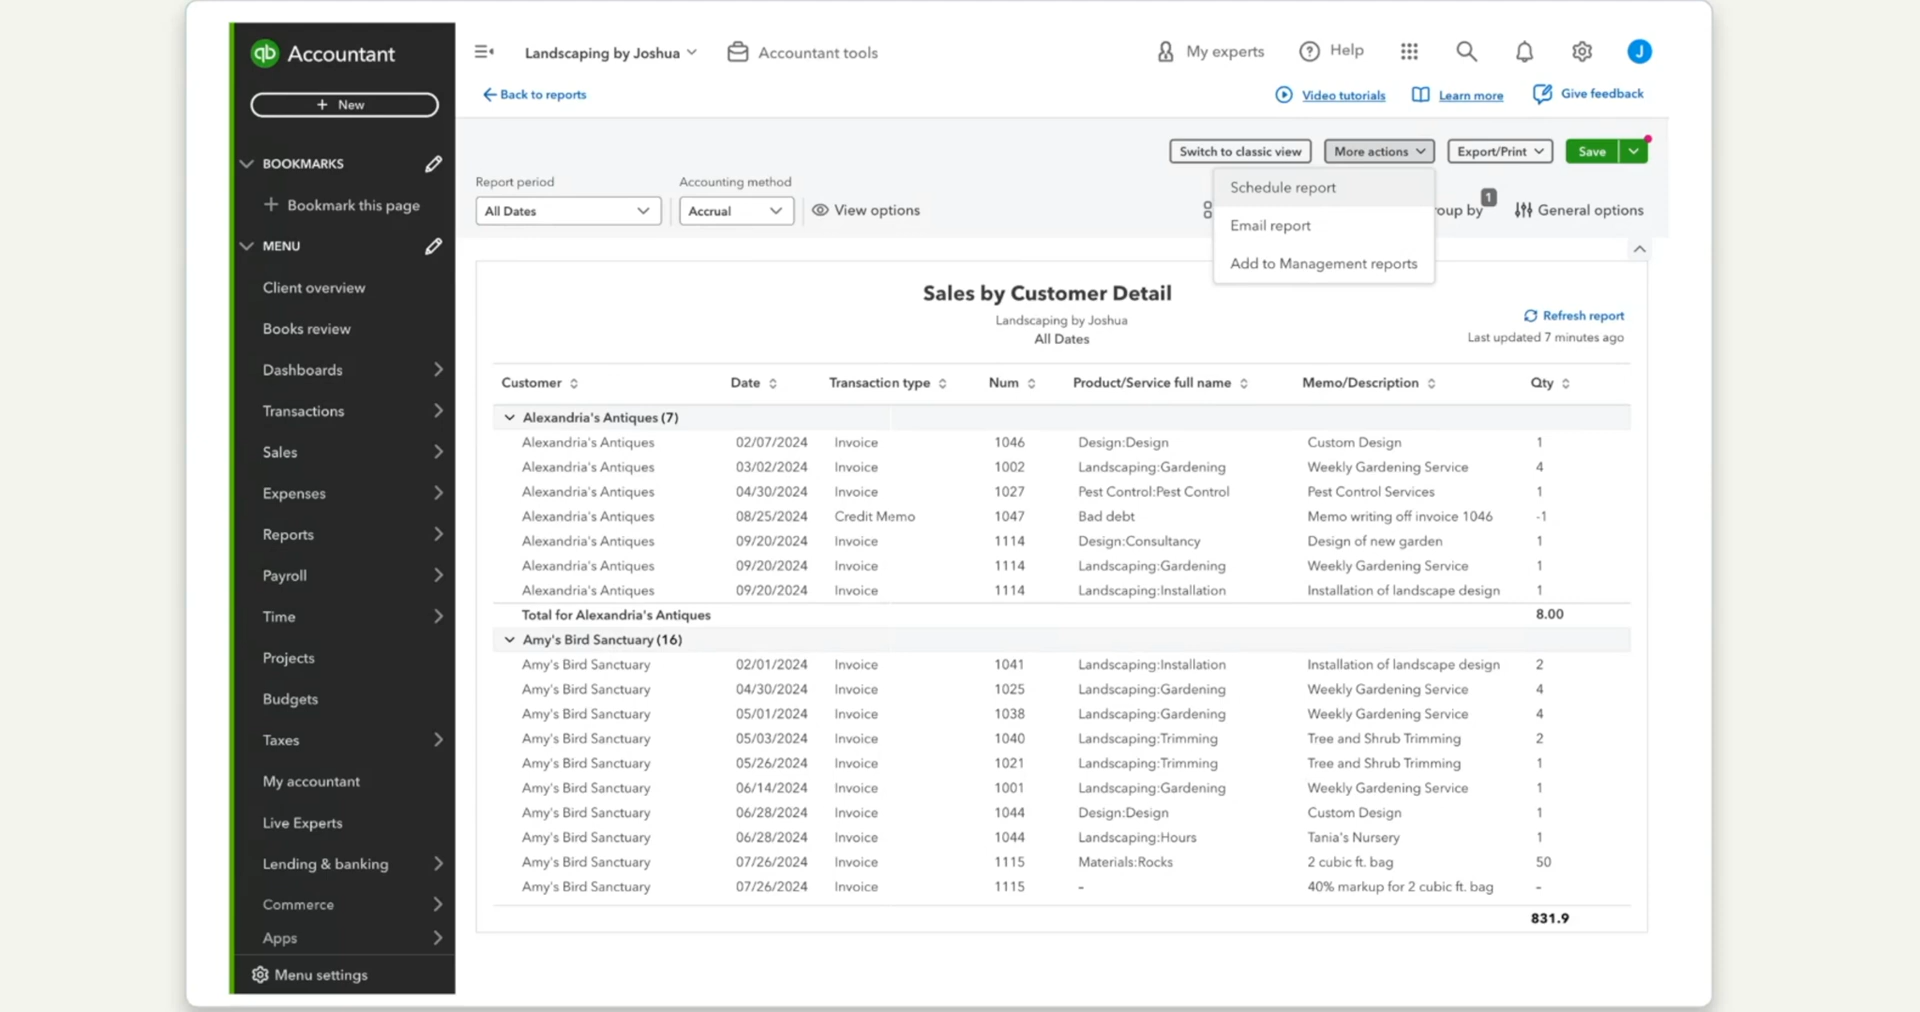 qb Accountant
+ New
BOOKMARKS
Bookmark this page
MENU
Client overview
Books review
Dashboards
Transactions
Sales
Expenses
Reports
Payroll
Time
Projects
Budgets
Taxes
My accountant
Live Experts
Lending & banking
Commerce
Apps
Menu settings
Landscaping by Joshua
Accountant tools
My experts
Help
J
Back to reports
Video tutorials
Learn more
Give feedback
Switch to classic view
More actions
Export/Print
Save
Schedule report
Email report
Add to Management reports
Report period
All Dates
Accounting method
Accrual
View options
oup by
1
General options
Sales by Customer Detail
Landscaping by Joshua
All Dates
Refresh report
Last updated 7 minutes ago
Customer Date Transaction type Num Product/Service full name Memo/Description Qty
Alexandria's Antiques (7)
Alexandria's Antiques 02/07/2024 Invoice 1046 Design:Design Custom Design 1
Alexandria's Antiques 03/02/2024 Invoice 1002 Landscaping:Gardening Weekly Gardening Service 4
Alexandria's Antiques 04/30/2024 Invoice 1027 Pest Control:Pest Control Pest Control Services 1
Alexandria's Antiques 08/25/2024 Credit Memo 1047 Bad debt Memo writing off invoice 1046 -1
Alexandria's Antiques 09/20/2024 Invoice 1114 Design:Consultancy Design of new garden 1
Alexandria's Antiques 09/20/2024 Invoice 1114 Landscaping:Gardening Weekly Gardening Service 1
Alexandria's Antiques 09/20/2024 Invoice 1114 Landscaping:Installation Installation of landscape design 1
Total for Alexandria's Antiques 8.00
Amy's Bird Sanctuary (16)
Amy's Bird Sanctuary 02/01/2024 Invoice 1041 Landscaping:Installation Installation of landscape design 2
Amy's Bird Sanctuary 04/30/2024 Invoice 1025 Landscaping:Gardening Weekly Gardening Service 4
Amy's Bird Sanctuary 05/01/2024 Invoice 1038 Landscaping:Gardening Weekly Gardening Service 4
Amy's Bird Sanctuary 05/03/2024 Invoice 1040 Landscaping:Trimming Tree and Shrub Trimming 2
Amy's Bird Sanctuary 05/26/2024 Invoice 1021 Landscaping:Trimming Tree and Shrub Trimming 1
Amy's Bird Sanctuary 06/14/2024 Invoice 1001 Landscaping:Gardening Weekly Gardening Service 1
Amy's Bird Sanctuary 06/28/2024 Invoice 1044 Design:Design Custom Design 1
Amy's Bird Sanctuary 06/28/2024 Invoice 1044 Landscaping:Hours Tania's Nursery 1
Amy's Bird Sanctuary 07/26/2024 Invoice 1115 Materials:Rocks 2 cubic ft. bag 50
Amy's Bird Sanctuary 07/26/2024 Invoice 1115 - 40% markup for 2 cubic ft. bag -
831.9